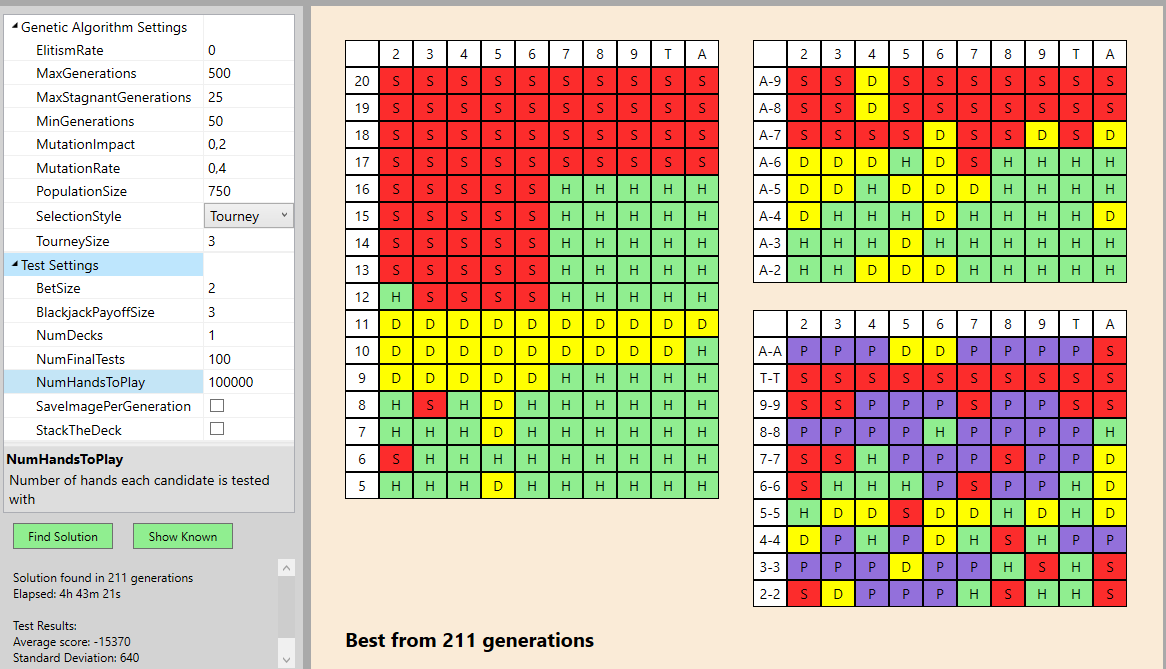 Genetic Algorithm Settings
ElitismRate 0
MaxGenerations 500
MaxStagnantGenerations 25
MinGenerations 50
MutationImpact 0,2
MutationRate 0,4
PopulationSize 750
SelectionStyle Tourney
TourneySize 3
Test Settings
BetSize 2
BlackjackPayoffSize 3
NumDecks 1
NumFinalTests 100
NumHandsToPlay 100000
SaveImagePerGeneration
StackTheDeck
NumHandsToPlay
Number of hands each candidate is tested
with
Find Solution Show Known
Solution found in 211 generations
Elapsed: 4h 43m 21s
Test Results:
Average score: -15370
Standard Deviation: 640
2 3 4 5 6 7 8 9 T A
20 S S S S S S S S S S
19 S S S S S S S S S S
18 S S S S S S S S S S
17 S S S S S S S S S S
16 S S S S S H H H H H
15 S S S S S H H H H H
14 S S S S S H H H H H
13 S S S S S H H H H H
12 H S S S S H H H H H
11 D D D D D D D D D D
10 D D D D D D D D D H
9 D D D D D H H H H H
8 H S H D H H H H H H
7 H H H D H H H H H H
6 S H H H H H H H H H
5 H H H D H H H H H H
2 3 4 5 6 7 8 9 T A
A-9 S S D S S S S S S S
A-8 S S D S S S S S S S
A-7 S S S S D S S D S D
A-6 D D D H D S H H H H
A-5 D D H D D D H H H H
A-4 D H H H D H H H H D
A-3 H H H D H H H H H H
A-2 H H D D D H H H H H
2 3 4 5 6 7 8 9 T A
A-A P P P D D P P P P S
T-T S S S S S S S S S S
9-9 S S P P P S P P S S
8-8 P P P P H P P P P H
7-7 S S H P P P S P P D
6-6 S H H H P S P P H D
5-5 H D D S D D H D H D
4-4 D P H P D H S H P P
3-3 P P P D P P H S H S
2-2 S D P P P H S H H S
Best from 211 generations